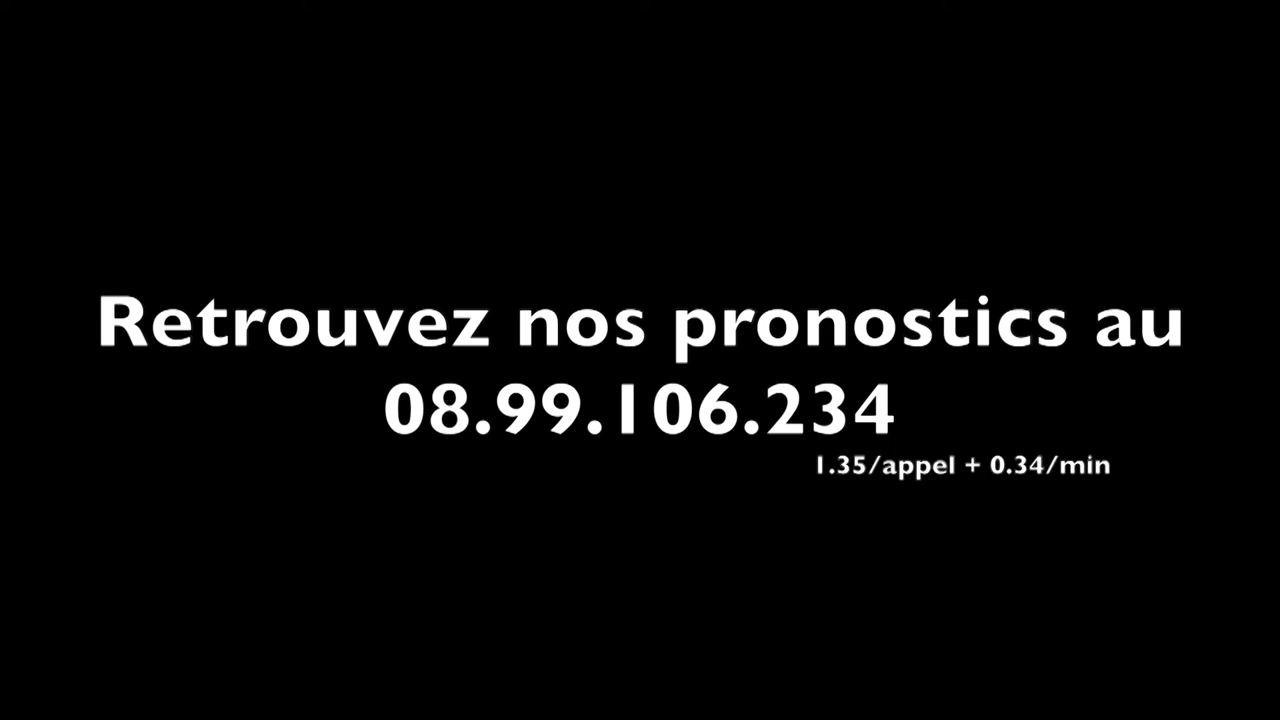 Retrouvez nos pronostics au
08.99.106.234
1.35/appel + 0.34/min